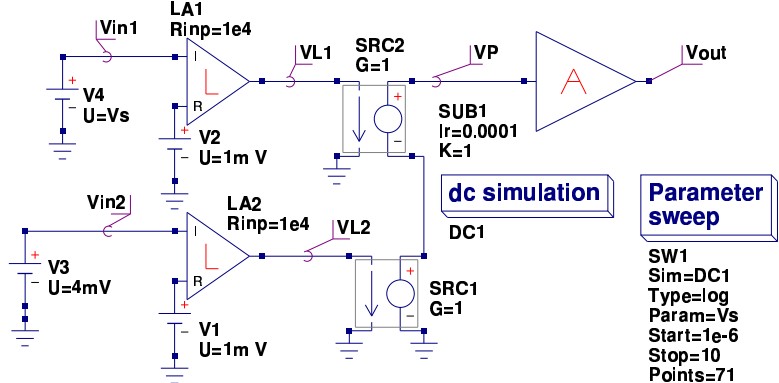 LA1
Rinp=1e4
Vin1
I
L
R
V4
U=Vs
V2
U=1m V
VL1
SRC2
G=1
VP
SUB1
Ir=0.0001
K=1
A
Vout
LA2
Rinp=1e4
Vin2
I
L
R
V3
U=4mV
V1
U=1m V
VL2
SRC1
G=1
dc simulation
DC1
Parameter
sweep
SW1
Sim=DC1
Type=log
Param=Vs
Start=1e-6
Stop=10
Points=71